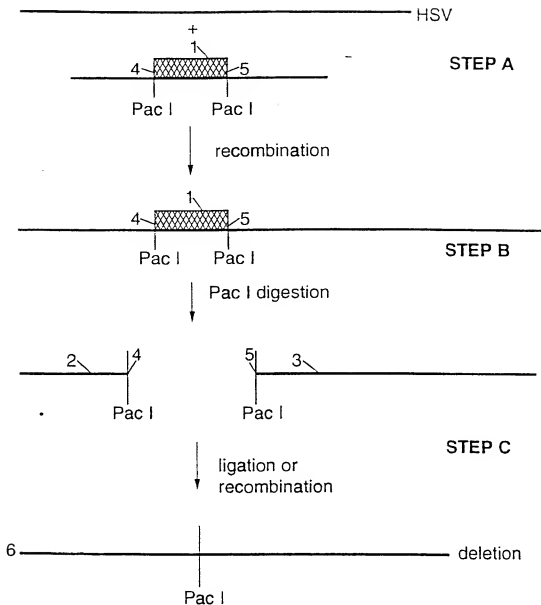 HSV
+
1
4 5 STEP A
Pac I Pac I
recombination
1
4 5
Pac I Pac I STEP B
Pac I digestion
2 4 5 3
Pac I Pac I
STEP C
ligation or
recombination
6 deletion
Pac I